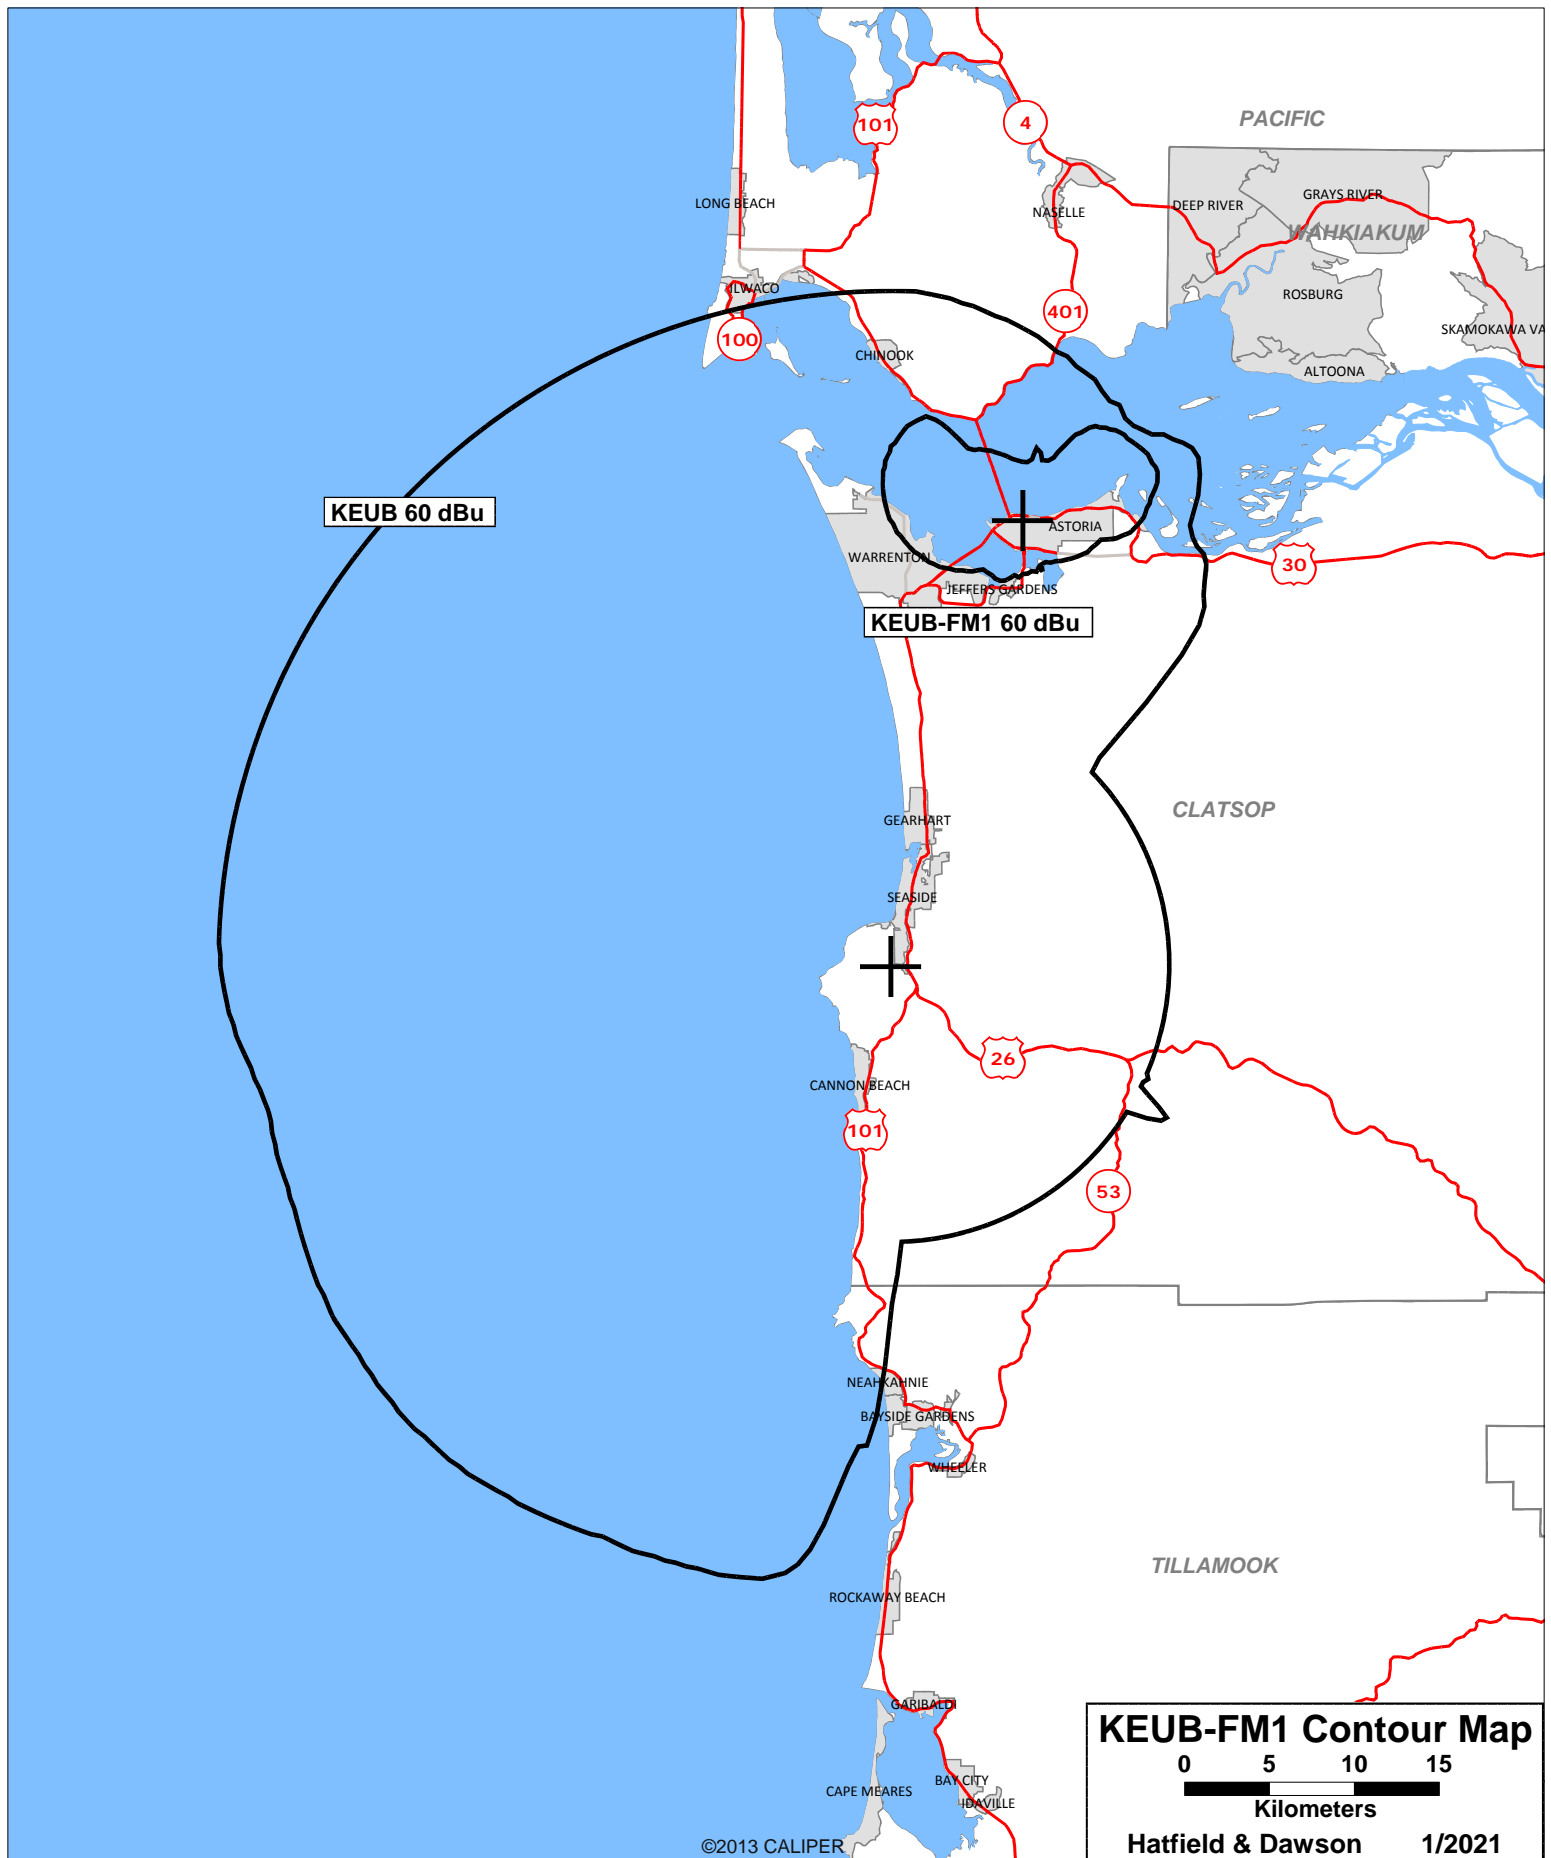 PACIFIC
101
4
LONG BEACH
NASELLE
DEEP RIVER
GRAYS RIVER
WAHKIAKUM
ILWACO
ROSBURG
401
100
SKAMOKAWA VA
CHINOOK
ALTOONA
KEUB 60 dBu
ASTORIA
WARRENTON
30
JEFFERS GARDENS
KEUB-FM1 60 dBu
CLATSOP
GEARHART
SEASIDE
26
CANNON BEACH
101
53
NEAHKAHNIE
BAYSIDE GARDENS
WHEELER
TILLAMOOK
ROCKAWAY BEACH
GARIBALDI
KEUB-FM1 Contour Map
0 5 10 15
Kilometers
BAY CITY
CAPE MEARES
IDAVILLE
©2013 CALIPER
Hatfield & Dawson 1/2021